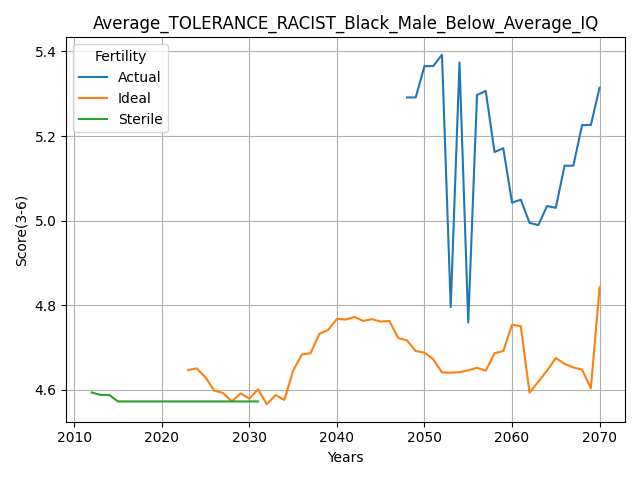 Average_TOLERANCE_RACIST_Black_Male_Below_Average_IQ
Fertility
Actual
Ideal
Sterile
Score(3-6)
5.4
5.2
5.0
4.8
4.6
2010 2020 2030 2040 2050 2060 2070
Years